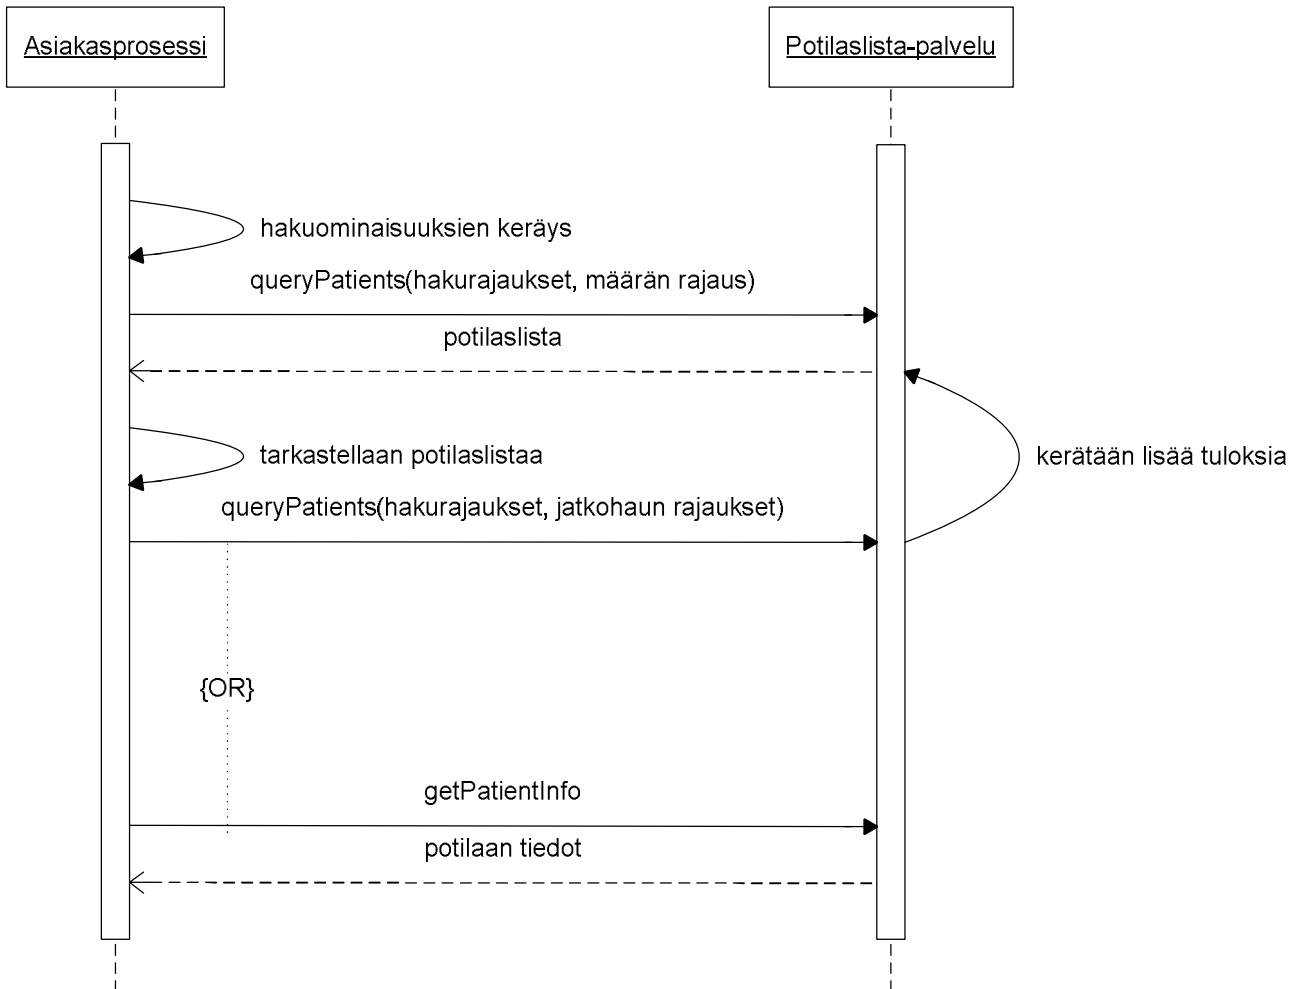 Asiakasprosessi
Potilaslista-palvelu
hakuominaisuuksien keräys
queryPatients(hakurajaukset, määrän rajaus)
potilaslista
tarkastellaan potilaslistaa
kerätään lisää tuloksia
queryPatients(hakurajaukset, jatkohaun rajaukset)
{OR}
getPatientInfo
potilaan tiedot